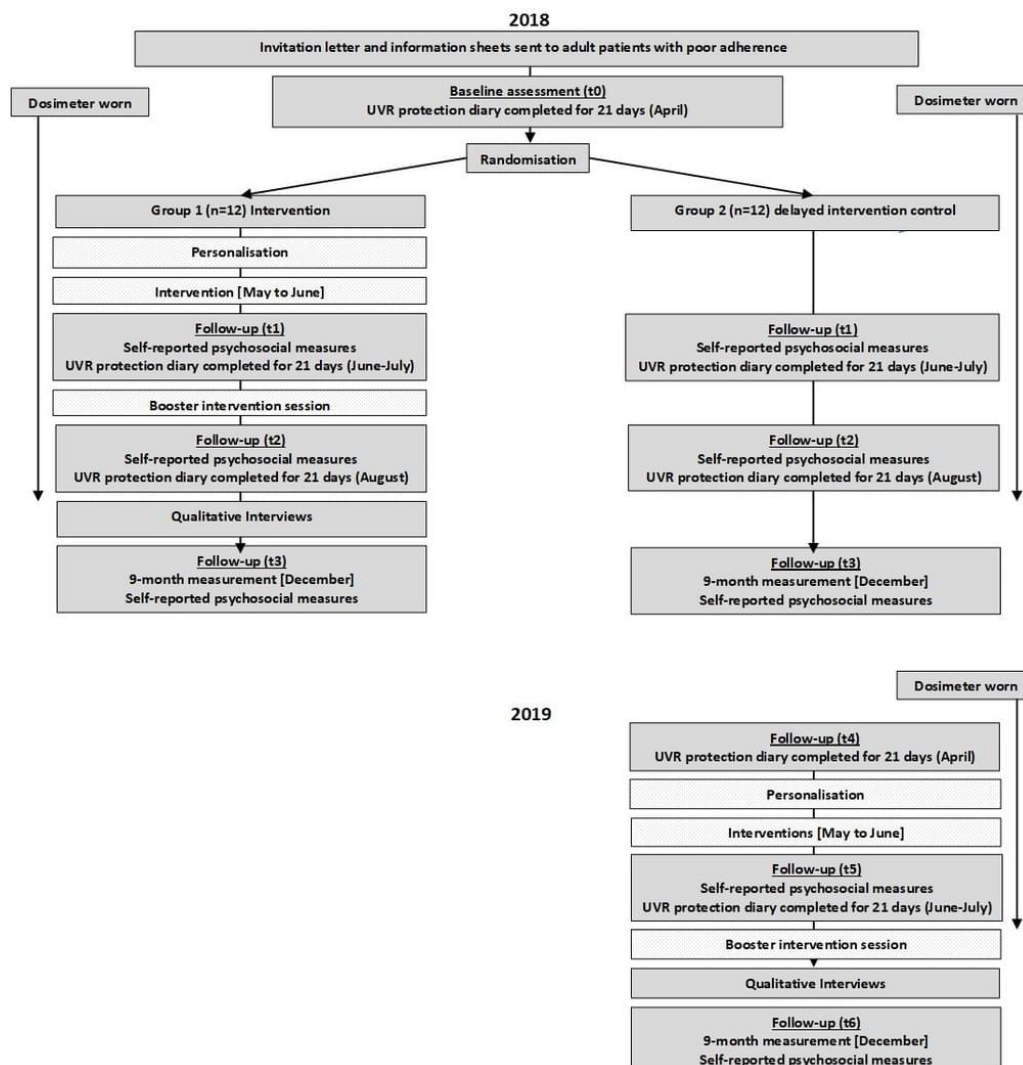 2018
Invitation letter and information sheets sent to adult patients with poor adherence
Dosimeter worn
Baseline assessment (t0)
UVR protection diary completed for 21 days (April)
Dosimeter worn
Randomisation
Group 1 (n=12) Intervention
Personalisation
Intervention [May to June]
Follow-up (t1)
Self-reported psychosocial measures
UVR protection diary completed for 21 days (June-July)
Booster intervention session
Follow-up (t2)
Self-reported psychosocial measures
UVR protection diary completed for 21 days (August)
Qualitative Interviews
Follow-up (t3)
9-month measurement [December]
Self-reported psychosocial measures
Group 2 (n=12) delayed intervention control
Follow-up (t1)
Self-reported psychosocial measures
UVR protection diary completed for 21 days (June-July)
Follow-up (t2)
Self-reported psychosocial measures
UVR protection diary completed for 21 days (August)
Follow-up (t3)
9-month measurement [December]
Self-reported psychosocial measures
2019
Dosimeter worn
Follow-up (t4)
UVR protection diary completed for 21 days (April)
Personalisation
Interventions [May to June]
Follow-up (t5)
Self-reported psychosocial measures
UVR protection diary completed for 21 days (June-July)
Booster intervention session
Qualitative Interviews
Follow-up (t6)
9-month measurement [December]
Self-reported psychosocial measures